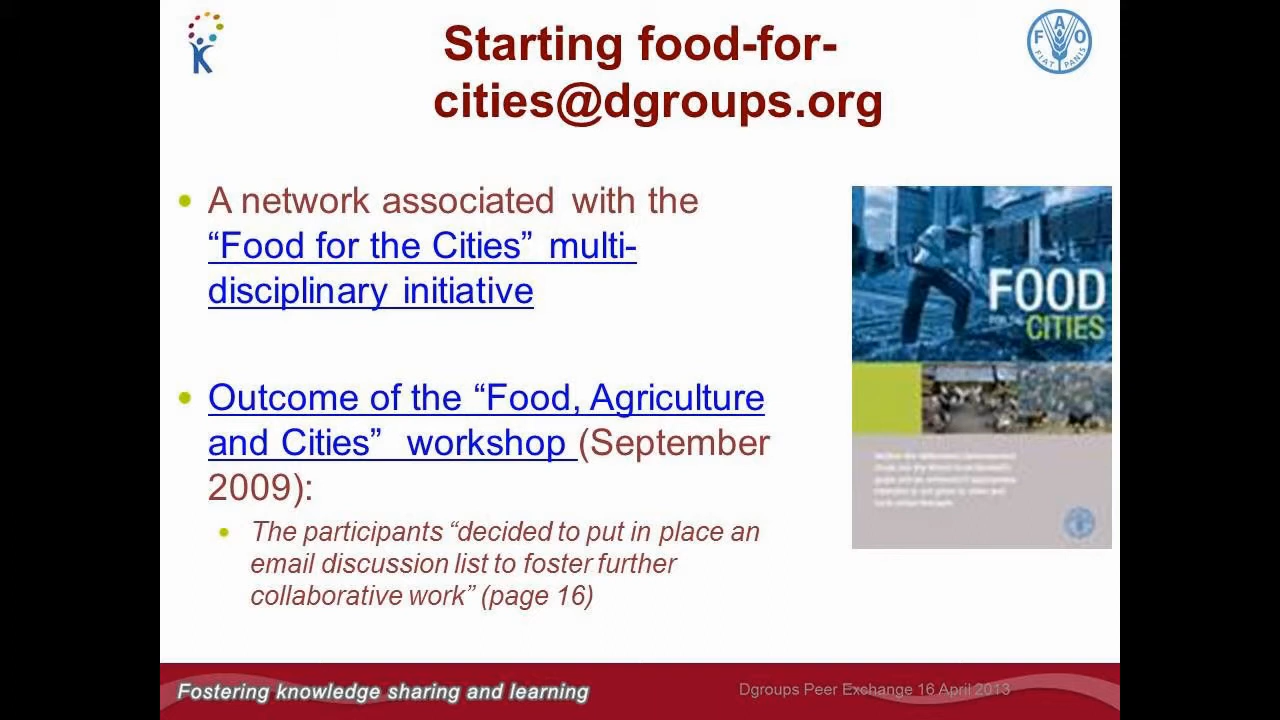 Starting food-for-
cities@dgroups.org
F A O
FIAT PANIS
A network associated with the
“Food for the Cities” multi-
disciplinary initiative
FOOD
FOR THE CITIES
Outcome of the “Food, Agriculture
and Cities” workshop (September
2009):
The participants “decided to put in place an
email discussion list to foster further
collaborative work” (page 16)
Fostering knowledge sharing and learning
Dgroups Peer Exchange 16 April 2013